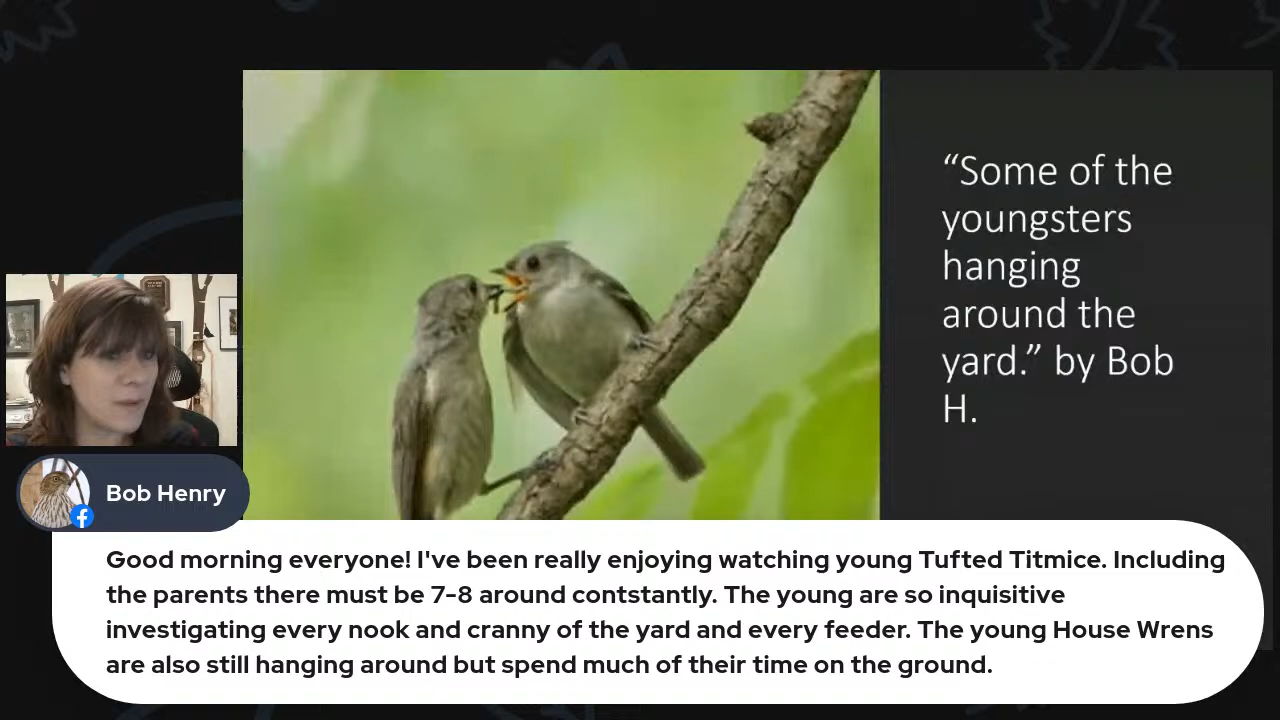 “Some of the
youngsters
hanging
around the
yard.” by Bob
H.
Bob Henry
Good morning everyone! I've been really enjoying watching young Tufted Titmice. Including
the parents there must be 7-8 around contstantly. The young are so inquisitive
investigating every nook and cranny of the yard and every feeder. The young House Wrens
are also still hanging around but spend much of their time on the ground.